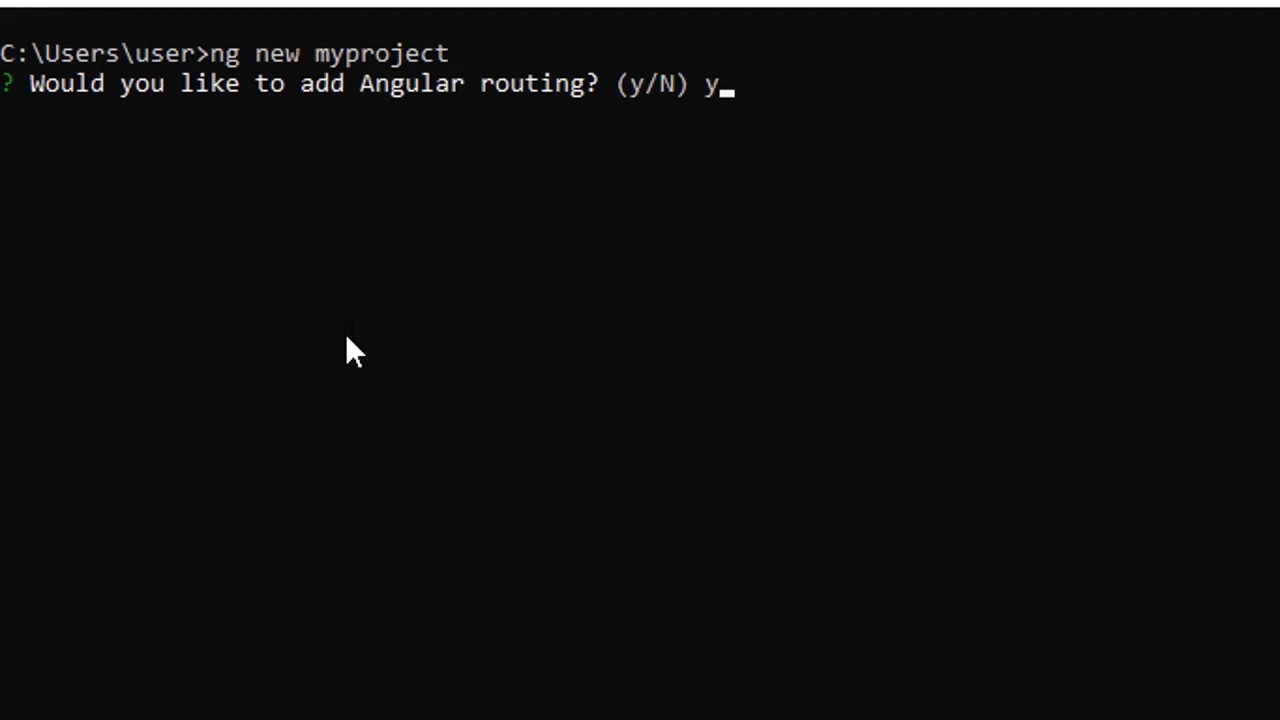 C:\Users\user>ng new myproject
? Would you like to add Angular routing? (y/N) y